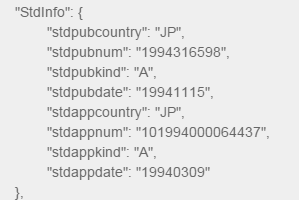 "StdInfo": {
"stdpubcountry": "JP",
"stdpubnum": "1994316598",
"stdpubkind": "A",
"stdpubdate": "19941115",
"stdappcountry": "JP",
"stdappnum": "101994000064437",
"stdappkind": "A",
"stdappdate": "19940309"
},